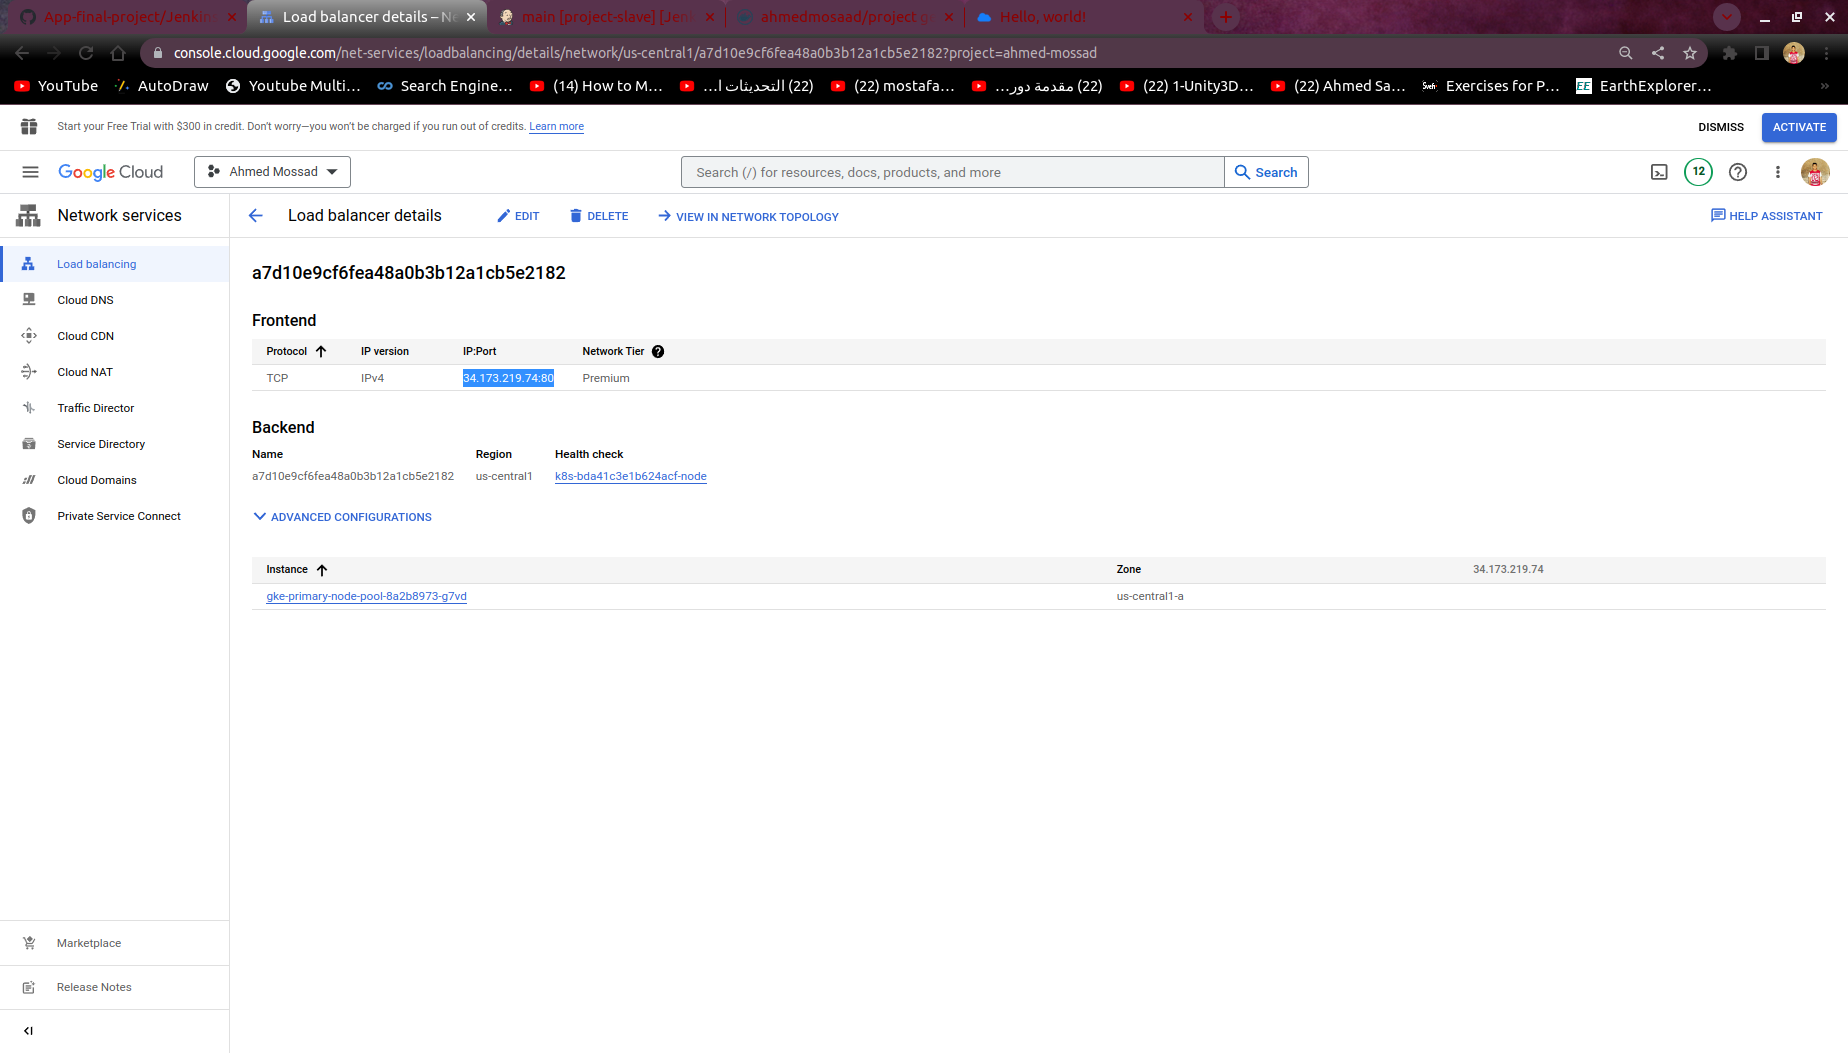 App-final-project/Jenkins
Load balancer details – Ne
main [project-slave] [Jenk
ahmedmosaad/project
Hello, world!
console.cloud.google.com/net-services/loadbalancing/details/network/us-central1/a7d10e9cf6fea48a0b3b12a1cb5e2182?project=ahmed-mossad
YouTube
AutoDraw
Youtube Multi…
Search Engine…
(14) How to M…
(22) التحديثات ا…
(22) mostafa…
(22) مقدمة دور…
(22) 1-Unity3D…
(22) Ahmed Sa…
Exercises for P…
EE EarthExplorer…
Start your Free Trial with $300 in credit. Don’t worry—you won’t be charged if you run out of credits. Learn more
DISMISS
ACTIVATE
Google Cloud
Ahmed Mossad
Search (/) for resources, docs, products, and more
Search
12
Network services
Load balancer details
EDIT
DELETE
VIEW IN NETWORK TOPOLOGY
HELP ASSISTANT
Load balancing
Cloud DNS
Cloud CDN
Cloud NAT
Traffic Director
Service Directory
Cloud Domains
Private Service Connect
Marketplace
Release Notes
a7d10e9cf6fea48a0b3b12a1cb5e2182
Frontend
Protocol IP version IP:Port Network Tier
TCP IPv4 34.173.219.74:80 Premium
Backend
Name Region Health check
a7d10e9cf6fea48a0b3b12a1cb5e2182 us-central1 k8s-bda41c3e1b624acf-node
ADVANCED CONFIGURATIONS
Instance Zone 34.173.219.74
gke-primary-node-pool-8a2b8973-g7vd us-central1-a